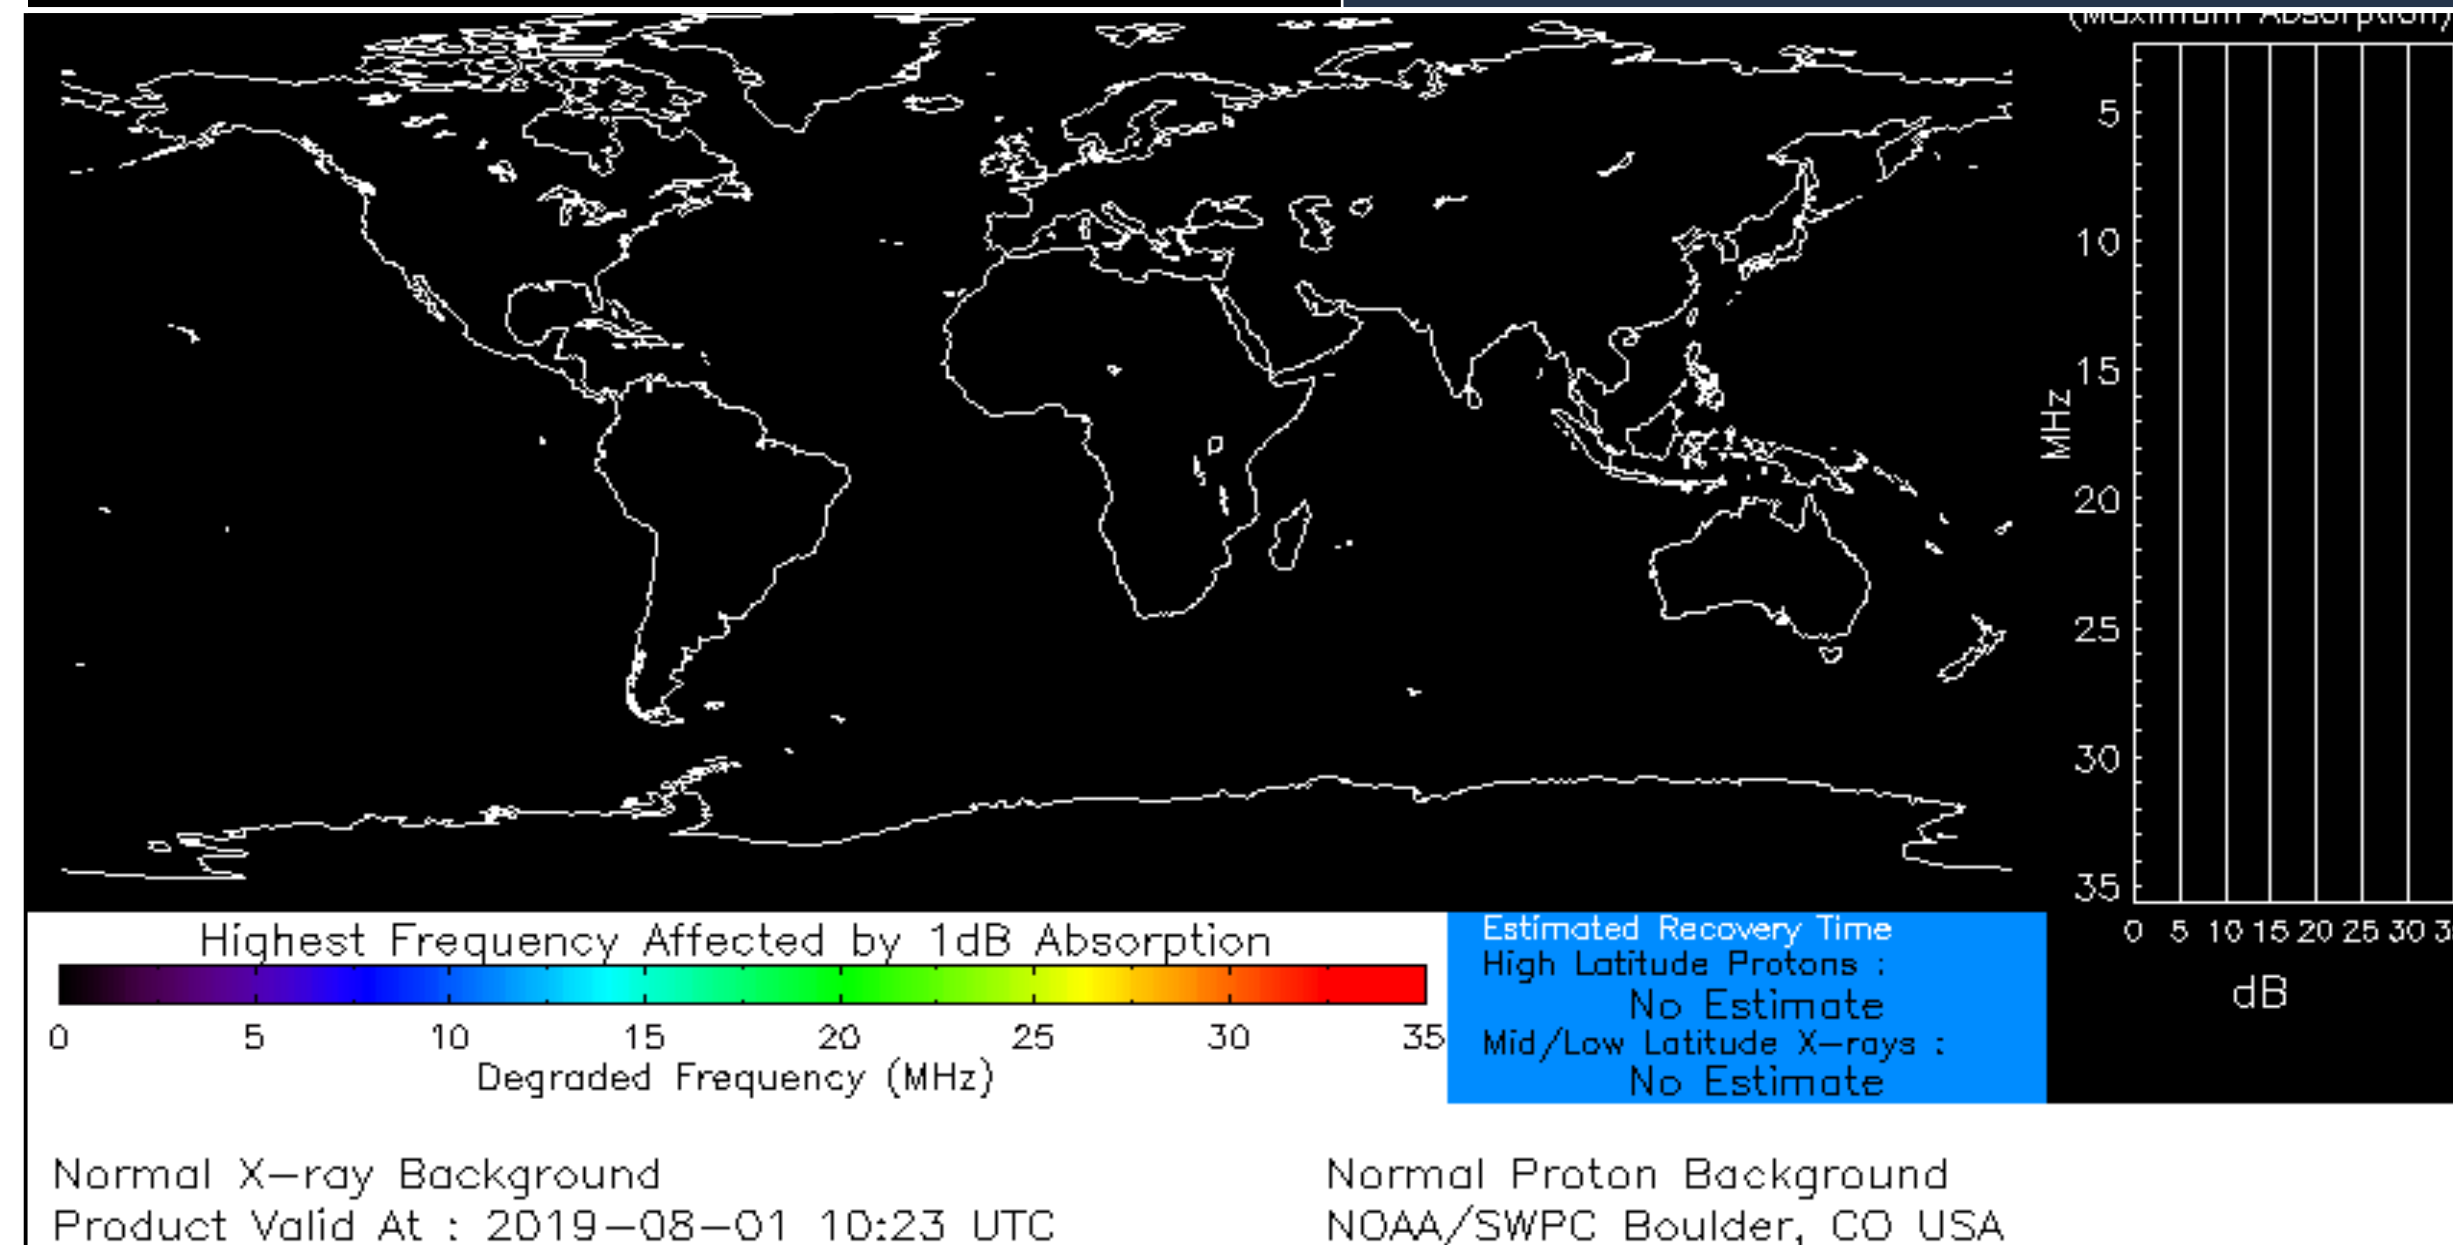 (Maximum Absorption)
5
10
15
20
25
30
35
MHz
0 5 10 15 20 25 30
dB
Highest Frequency Affected by 1dB Absorption
0 5 10 15 20 25 30 35
Degraded Frequency (MHz)
Estimated Recovery Time
High Latitude Protons :
No Estimate
Mid/Low Latitude X-rays :
No Estimate
Normal X-ray Background
Product Valid At : 2019-08-01 10:23 UTC
Normal Proton Background
NOAA/SWPC Boulder, CO USA